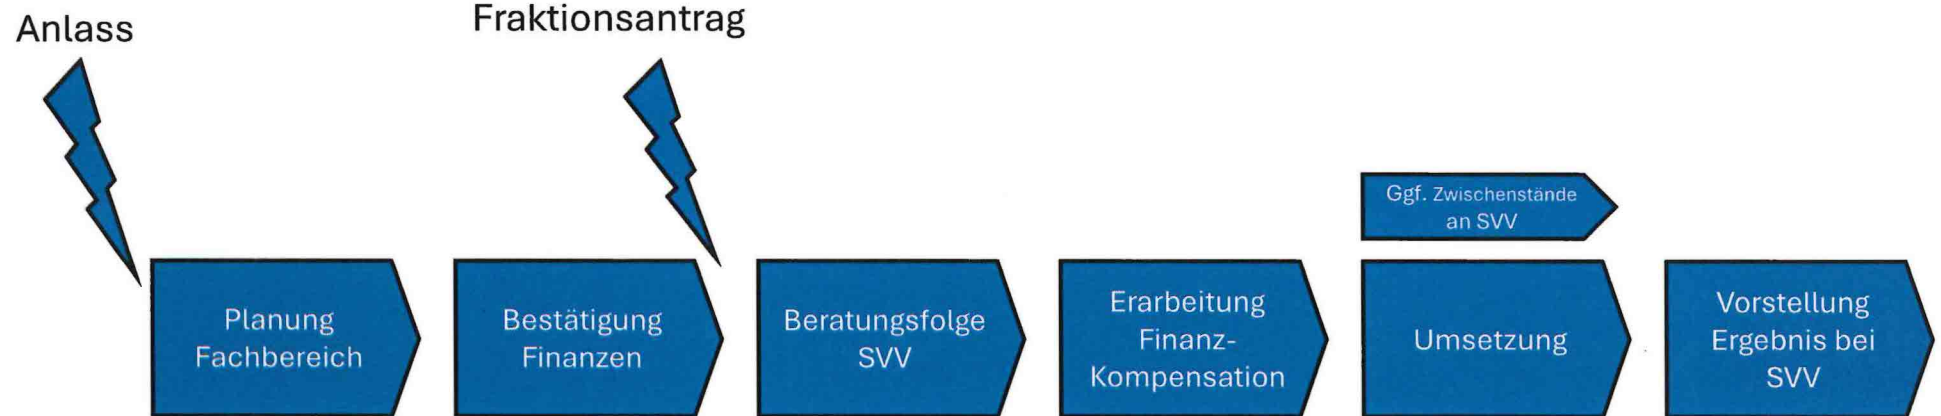 Anlass
Fraktionsantrag
Ggf. Zwischenstände
an SVV
Planung
Fachbereich
Bestätigung
Finanzen
Beratungsfolge
SVV
Erarbeitung
Finanz-
Kompensation
Umsetzung
Vorstellung
Ergebnis bei
SVV